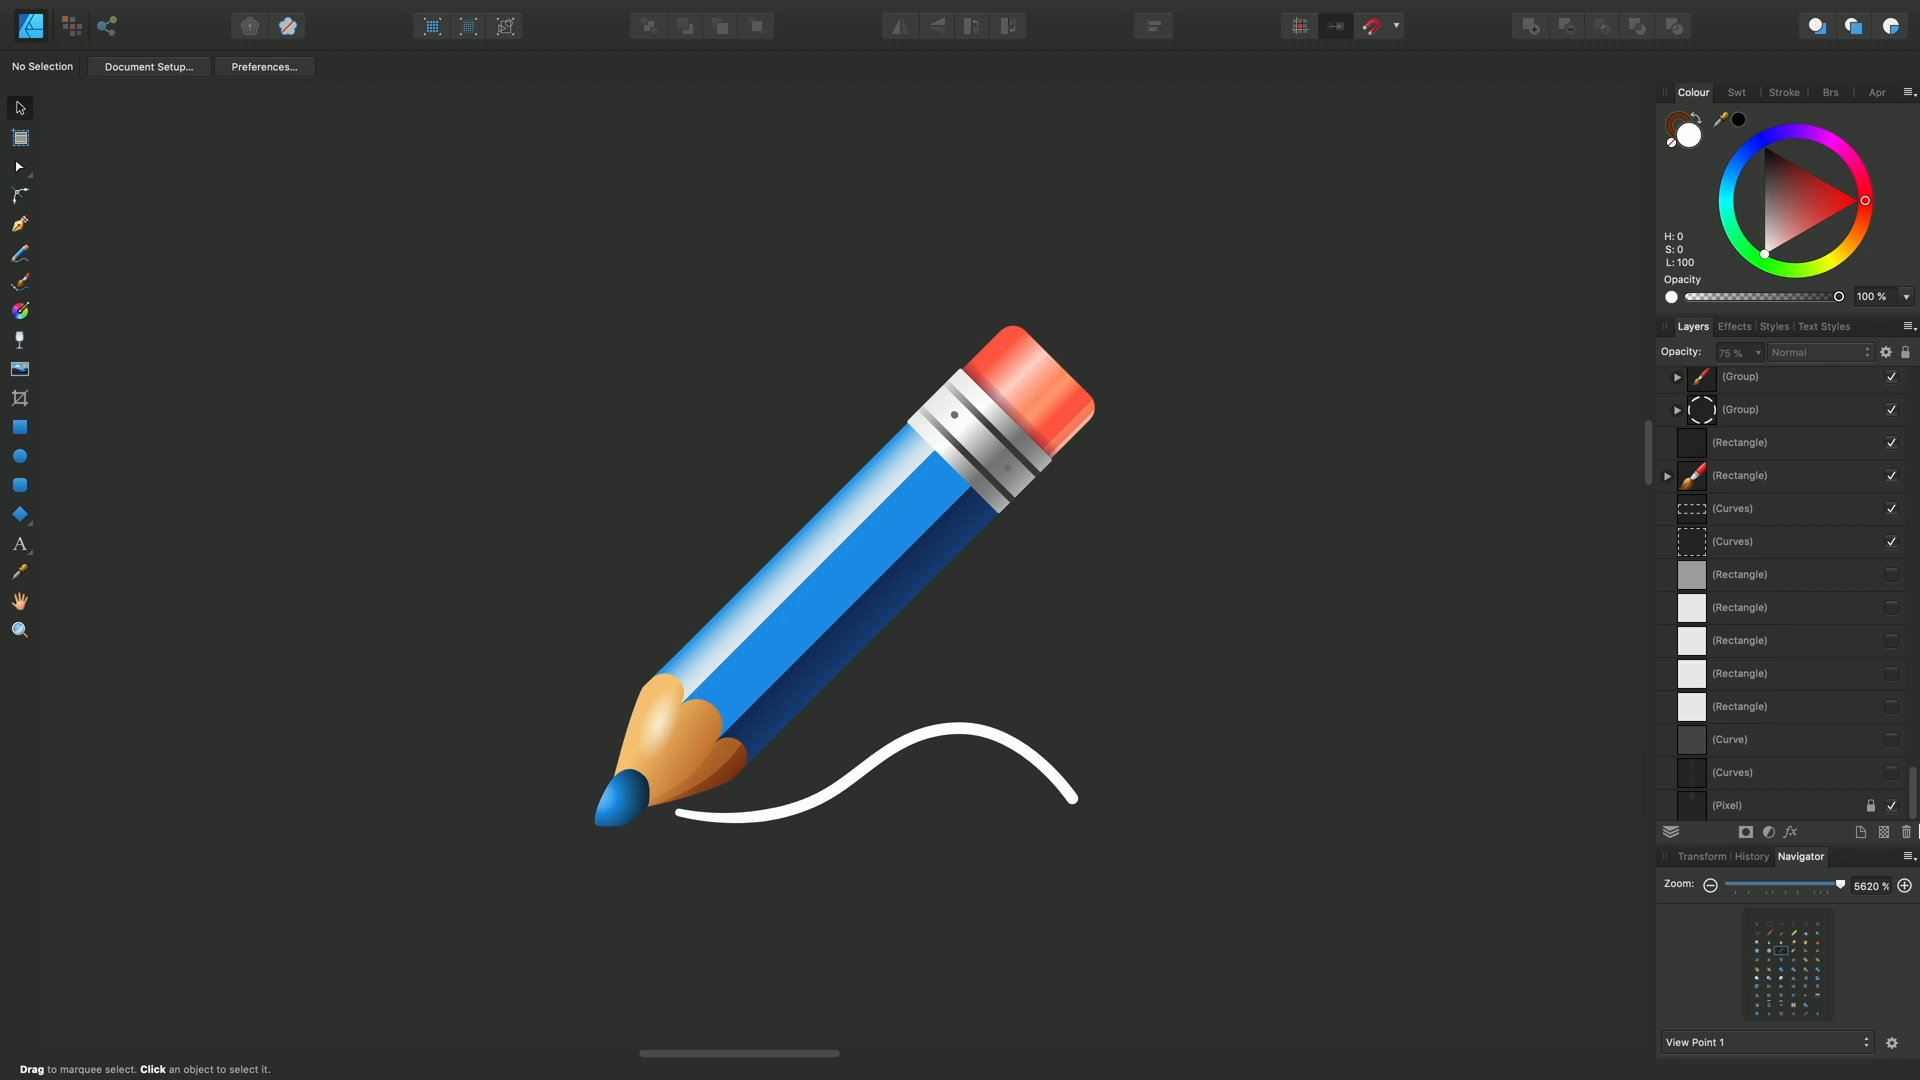 No Selection
Document Setup...
Preferences...
Colour
Swt
Stroke
Brs
Apr
H: 0
S: 0
L: 100
Opacity
100 %
Layers
Effects
Styles
Text Styles
Opacity:
75 %
Normal
(Group)
(Group)
(Rectangle)
(Rectangle)
(Curves)
(Curves)
(Rectangle)
(Rectangle)
(Rectangle)
(Rectangle)
(Rectangle)
(Curve)
(Curves)
(Pixel)
fx
Transform
History
Navigator
Zoom:
5620 %
View Point 1
A
Drag to marquee select. Click an object to select it.